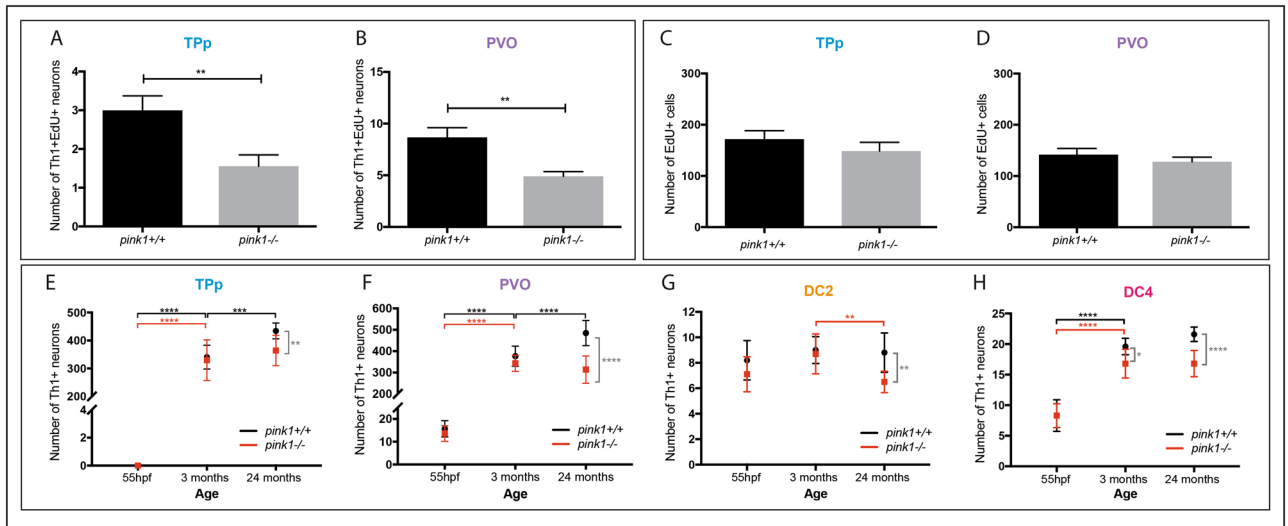 A
TPp
Number of Th1+EdU+ neurons
4
3
2
1
0
**
pink1+/+
pink1-/-
B
PVO
Number of Th1+EdU+ neurons
15
10
5
0
**
pink1+/+
pink1-/-
C
TPp
Number of EdU+ cells
300
200
100
0
pink1+/+
pink1-/-
D
PVO
Number of EdU+ cells
300
200
100
0
pink1+/+
pink1-/-
E
TPp
Number of Th1+ neurons
500
400
300
200
4
2
0
**** ***
****
**
pink1+/+
pink1-/-
55hpf 3 months 24 months
Age
F
PVO
Number of Th1+ neurons
600
500
400
300
200
20
10
0
**** ****
****
****
pink1+/+
pink1-/-
55hpf 3 months 24 months
Age
G
DC2
Number of Th1+ neurons
12
10
8
6
4
2
0
**
**
pink1+/+
pink1-/-
55hpf 3 months 24 months
Age
H
DC4
Number of Th1+ neurons
25
20
15
10
5
0
****
****
*
****
pink1+/+
pink1-/-
55hpf 3 months 24 months
Age